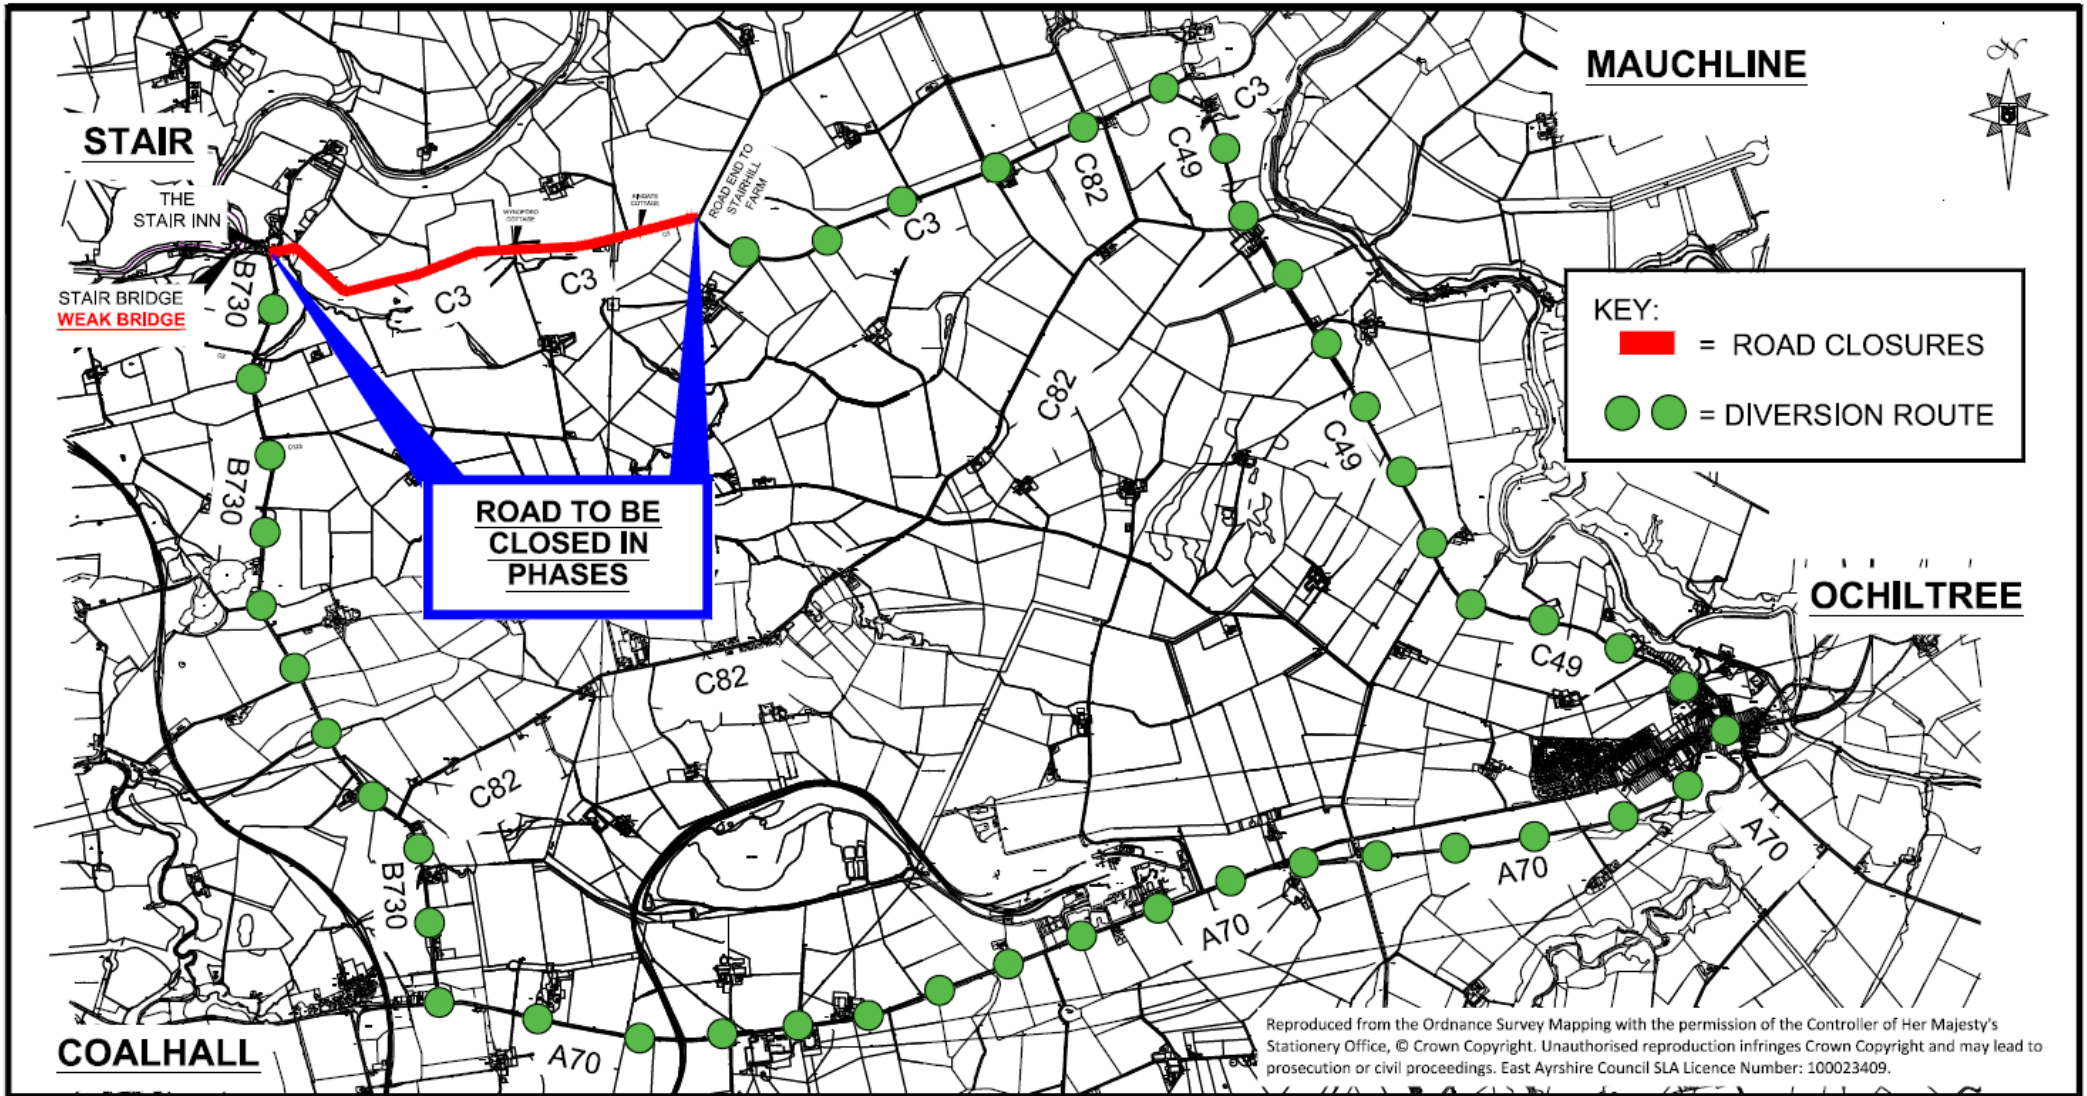 MAUCHLINE
N
STAIR
THE
STAIR INN
STAIR BRIDGE
WEAK BRIDGE
B730
WYNDFORD
COTTAGE
C3
C3
ROAD END TO
STAIRHILL
FARM
C3
C82
C49
C3
KEY:
= ROAD CLOSURES
= DIVERSION ROUTE
B730
C82
C49
ROAD TO BE
CLOSED IN
PHASES
OCHILTREE
C49
C82
C82
B730
A70
A70
A70
A70
COALHALL
Reproduced from the Ordnance Survey Mapping with the permission of the Controller of Her Majesty's
Stationery Office, © Crown Copyright. Unauthorised reproduction infringes Crown Copyright and may lead to
prosecution or civil proceedings. East Ayrshire Council SLA Licence Number: 100023409.